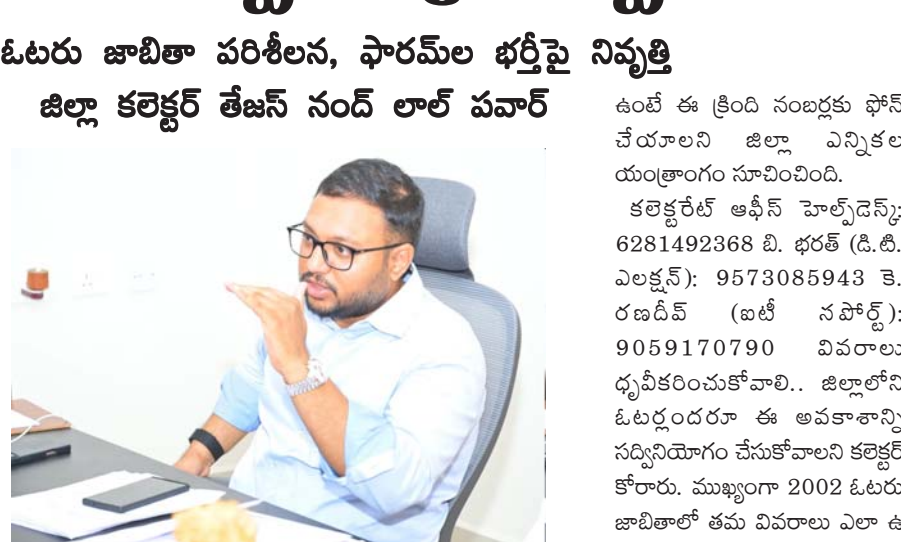 ఓటరు జాబితా పరిశీలన, ఫారమ్‌ల భర్తీపై నివృత్తి
జిల్లా కలెక్టర్ తేజస్ నంద్ లాల్ పవార్
ఉంటే ఈ క్రింది నంబర్లకు ఫోన్
చేయాలని జిల్లా ఎన్నికల
యంత్రాంగం సూచించింది.
కలెక్టరేట్ ఆఫీస్ హెల్ప్‌డెస్క్:
6281492368 బి. భరత్ (డి.టి.
ఎలక్షన్): 9573085943 కె.
రణదీవ్ (ఐటీ నపోర్ట్):
9059170790 వివరాలు
ధృవీకరించుకోవాలి.. జిల్లాలోని
ఓటర్లందరూ ఈ అవకాశాన్ని
సద్వినియోగం చేసుకోవాలని కలెక్టర్
కోరారు. ముఖ్యంగా 2002 ఓటరు
జాబితాలో తమ వివరాలు ఎలా ఉ